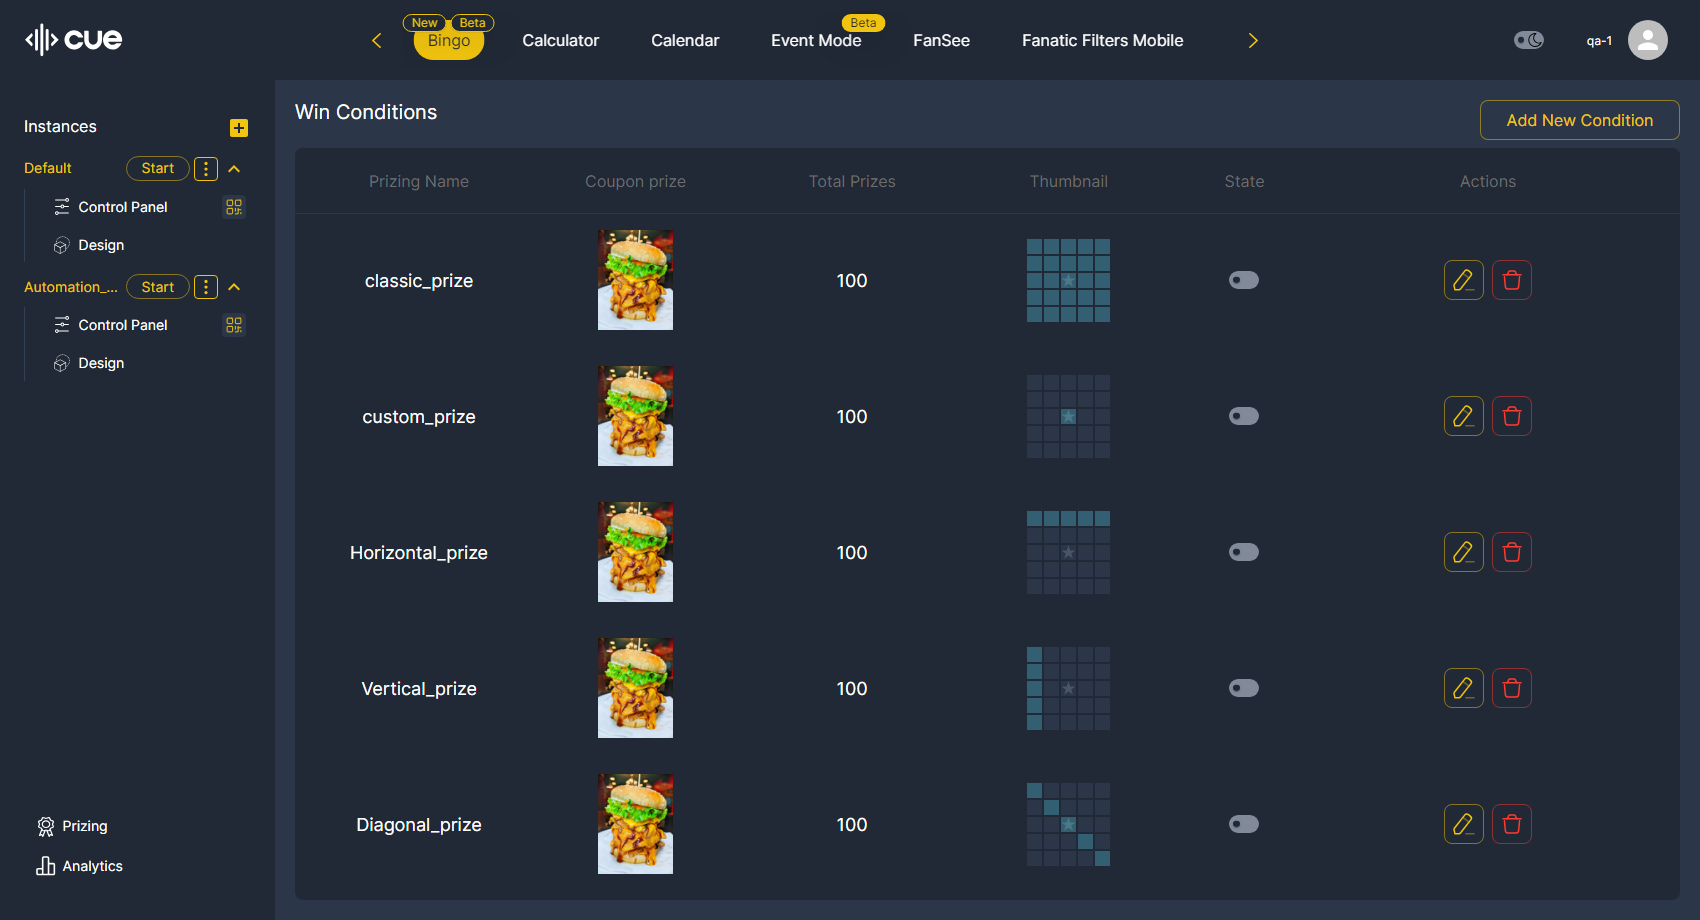 cue
New
Beta
Bingo
Calculator
Calendar
Event Mode
Beta
FanSee
Fanatic Filters Mobile
qa-1
Instances
Default
Start
Control Panel
Design
Automation_...
Start
Control Panel
Design
Prizing
Analytics
Win Conditions
Add New Condition
Prizing Name Coupon prize Total Prizes Thumbnail State Actions
classic_prize 100
custom_prize 100
Horizontal_prize 100
Vertical_prize 100
Diagonal_prize 100